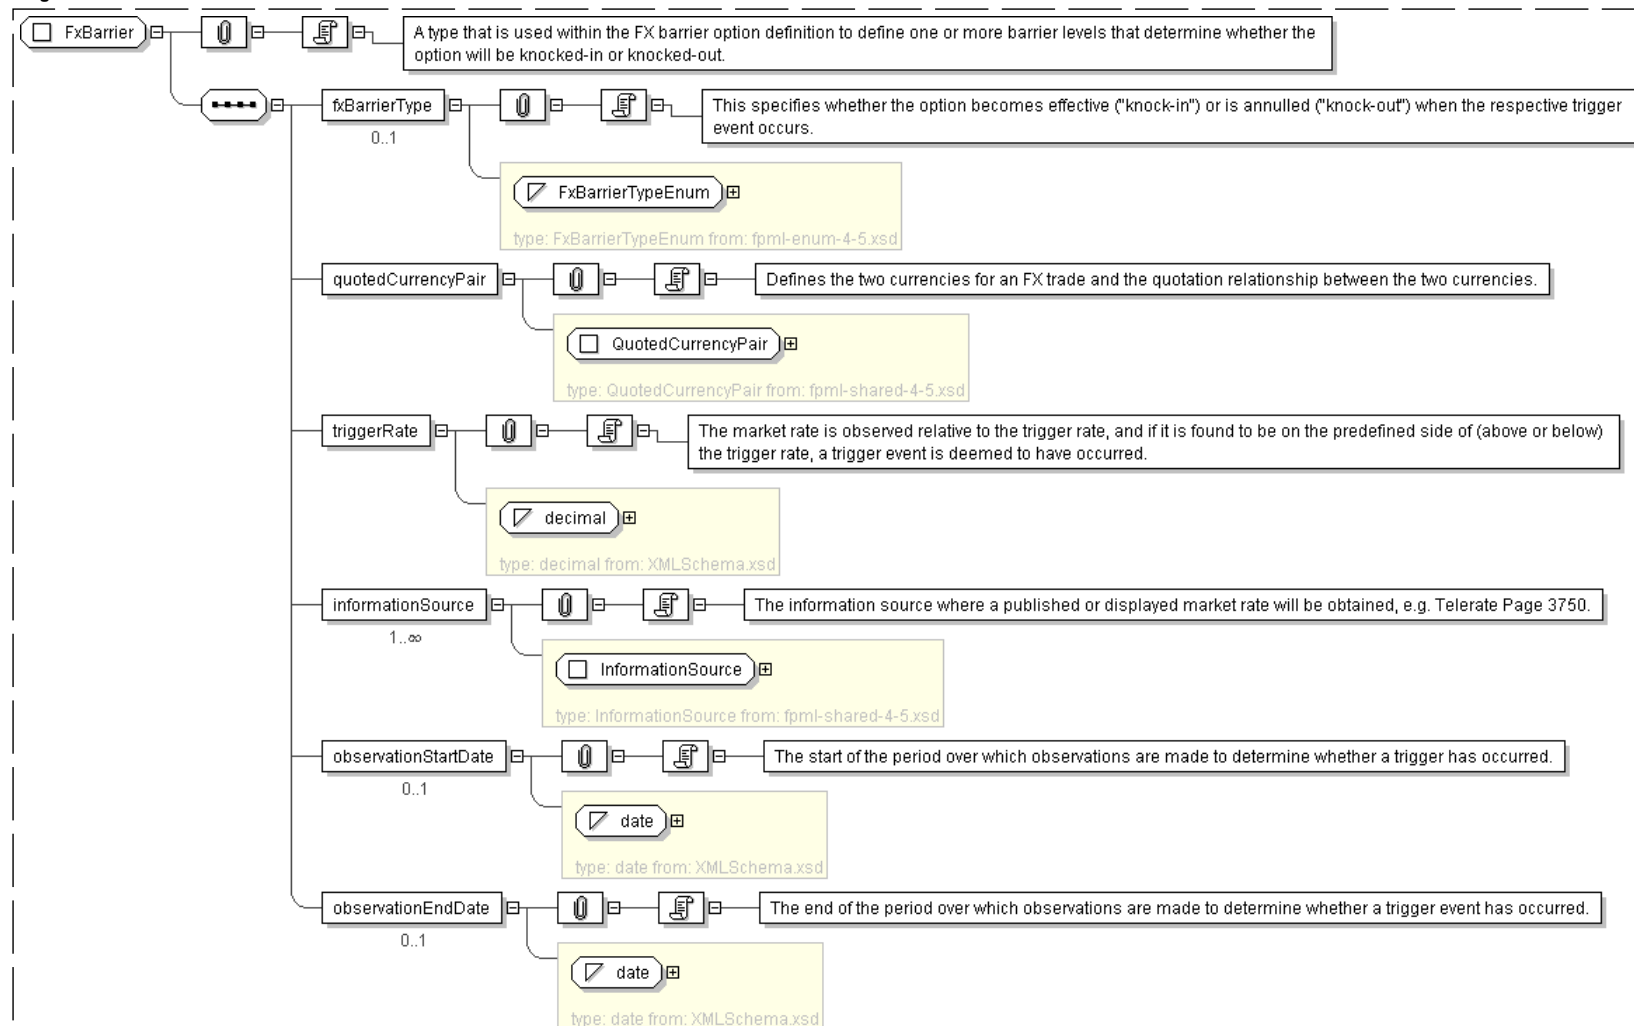 FxBarrier
A type that is used within the FX barrier option definition to define one or more barrier levels that determine whether the
option will be knocked-in or knocked-out.
fxBarrierType
0..1
This specifies whether the option becomes effective ("knock-in") or is annulled ("knock-out") when the respective trigger
event occurs.
FxBarrierTypeEnum
type: FxBarrierTypeEnum from: fpml-enum-4-5.xsd
quotedCurrencyPair
Defines the two currencies for an FX trade and the quotation relationship between the two currencies.
QuotedCurrencyPair
type: QuotedCurrencyPair from: fpml-shared-4-5.xsd
triggerRate
The market rate is observed relative to the trigger rate, and if it is found to be on the predefined side of (above or below)
the trigger rate, a trigger event is deemed to have occurred.
decimal
type: decimal from: XMLSchema.xsd
informationSource
1..∞
The information source where a published or displayed market rate will be obtained, e.g. Telerate Page 3750.
InformationSource
type: InformationSource from: fpml-shared-4-5.xsd
observationStartDate
0..1
The start of the period over which observations are made to determine whether a trigger has occurred.
date
type: date from: XMLSchema.xsd
observationEndDate
0..1
The end of the period over which observations are made to determine whether a trigger event has occurred.
date
type: date from: XMLSchema.xsd